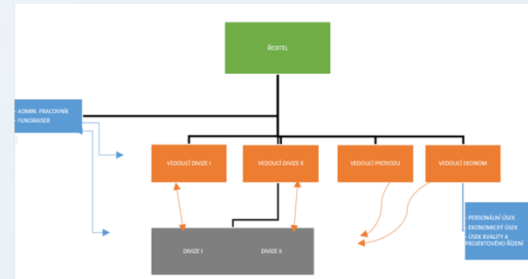 ŘEDITEL
- ADMIN. PRACOVNÍK
- FUNDRAISER
VEDOUCÍ DIVIZE I
VEDOUCÍ DIVIZE II
VEDOUCÍ PROVOZU
VEDOUCÍ EKONOM
- PERSONÁLNÍ ÚSEK
- EKONOMICKÝ ÚSEK
- ÚSEK KVALITY A
PROJEKTOVÉHO ŘÍZENÍ
DIVIZE I
DIVIZE II